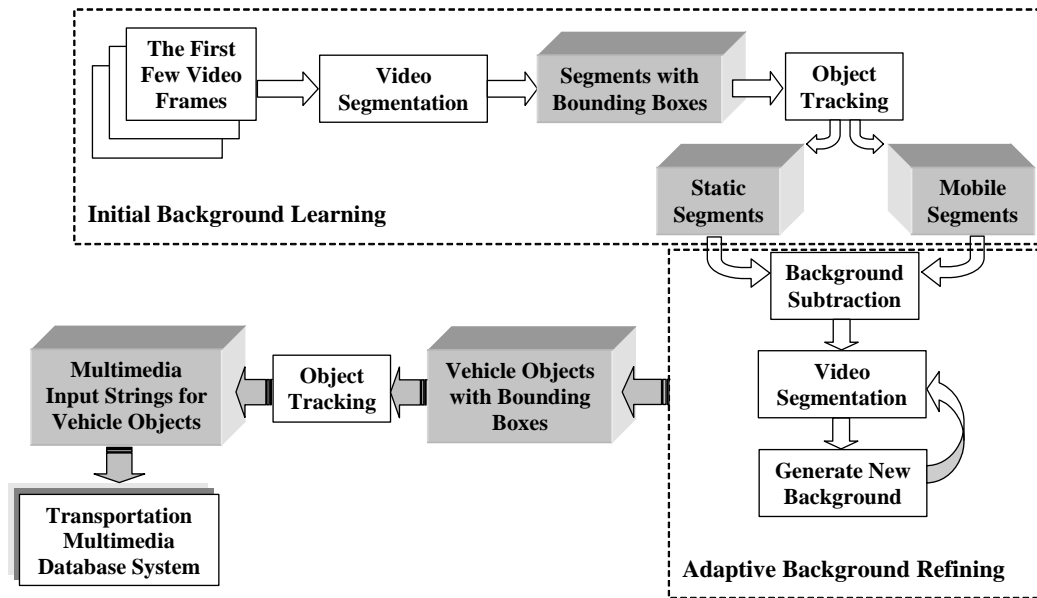 The First
Few Video
Frames
Video
Segmentation
Segments with
Bounding Boxes
Object
Tracking
Static
Segments
Mobile
Segments
Initial Background Learning
Background
Subtraction
Video
Segmentation
Generate New
Background
Adaptive Background Refining
Vehicle Objects
with Bounding
Boxes
Object
Tracking
Multimedia
Input Strings for
Vehicle Objects
Transportation
Multimedia
Database System